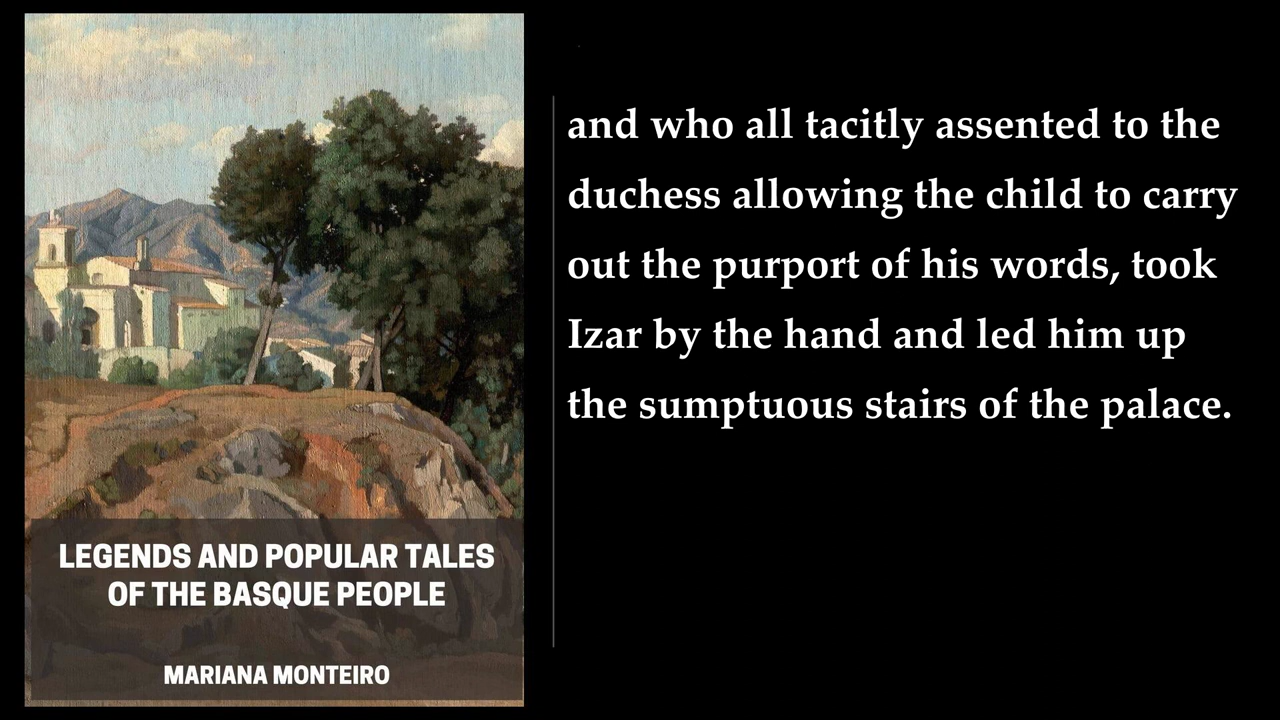 and who all tacitly assented to the
duchess allowing the child to carry
out the purport of his words, took
Izar by the hand and led him up
the sumptuous stairs of the palace.
LEGENDS AND POPULAR TALES
OF THE BASQUE PEOPLE
MARIANA MONTEIRO